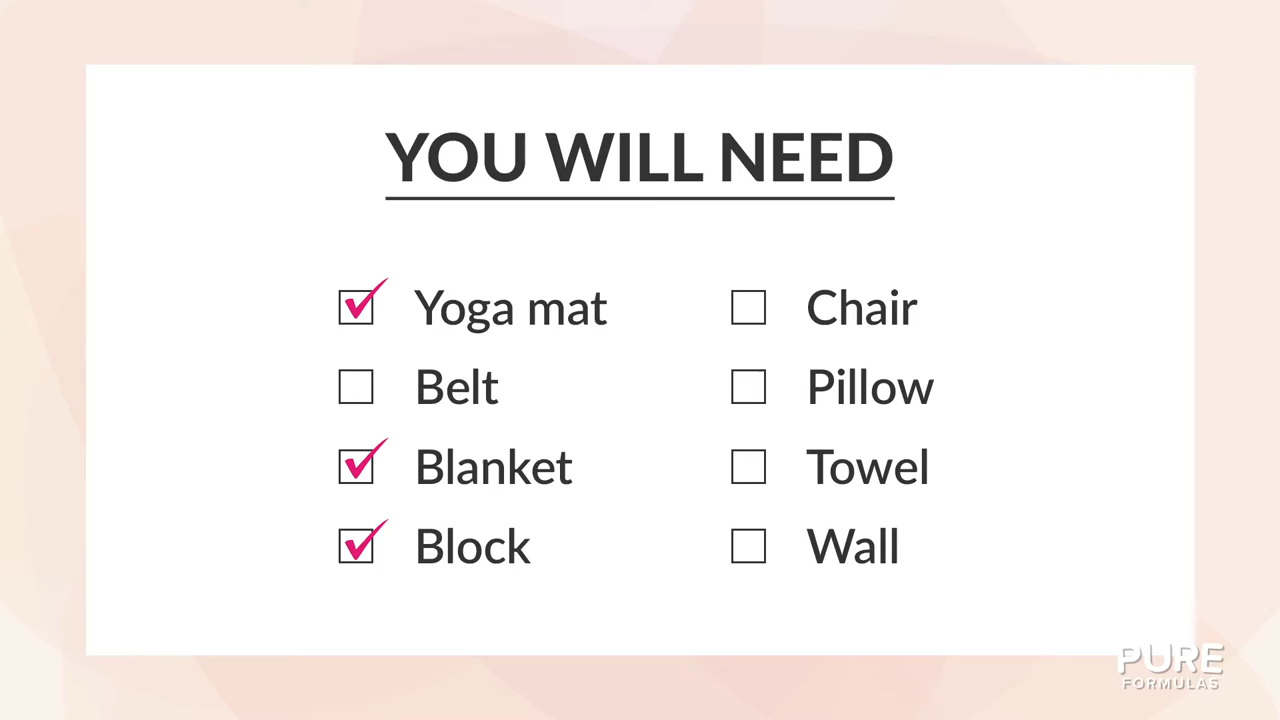 YOU WILL NEED
Yoga mat
Belt
Blanket
Block
Chair
Pillow
Towel
Wall
PURE
FORMULAS